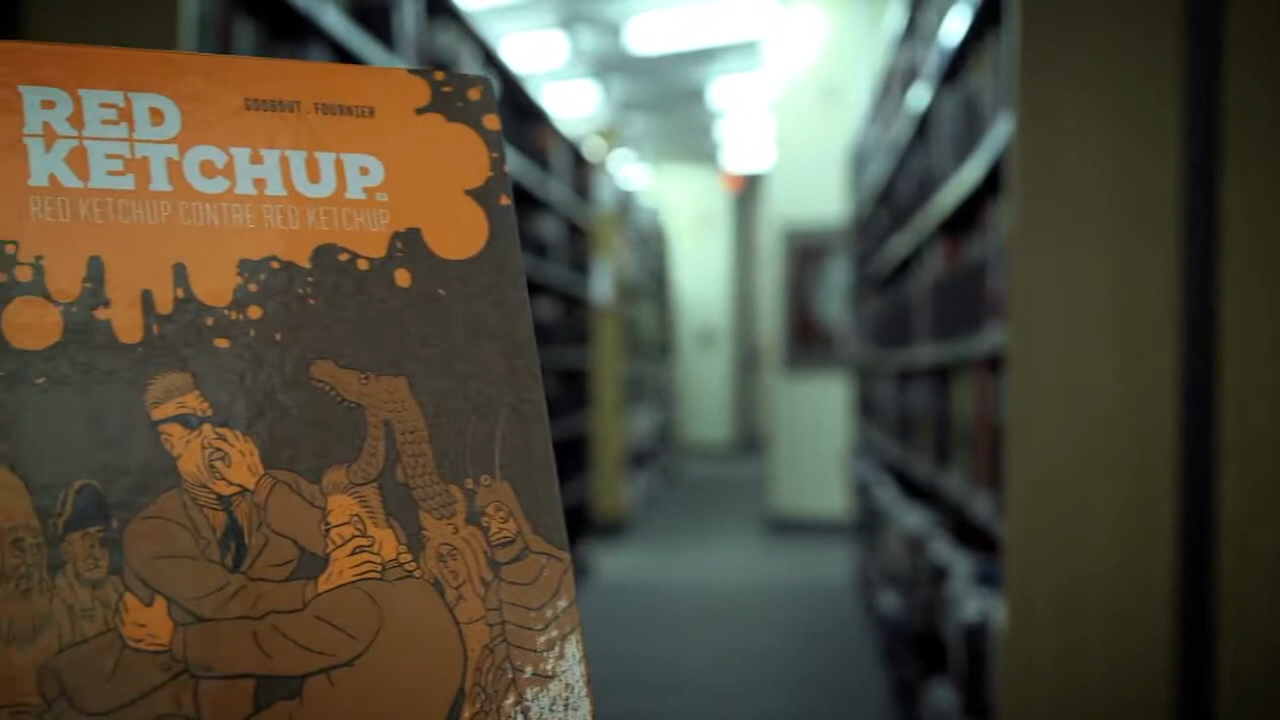 RED
GODBOUT . FOURNIER
KETCHUP.
RED KETCHUP CONTRE RED KETCHUP